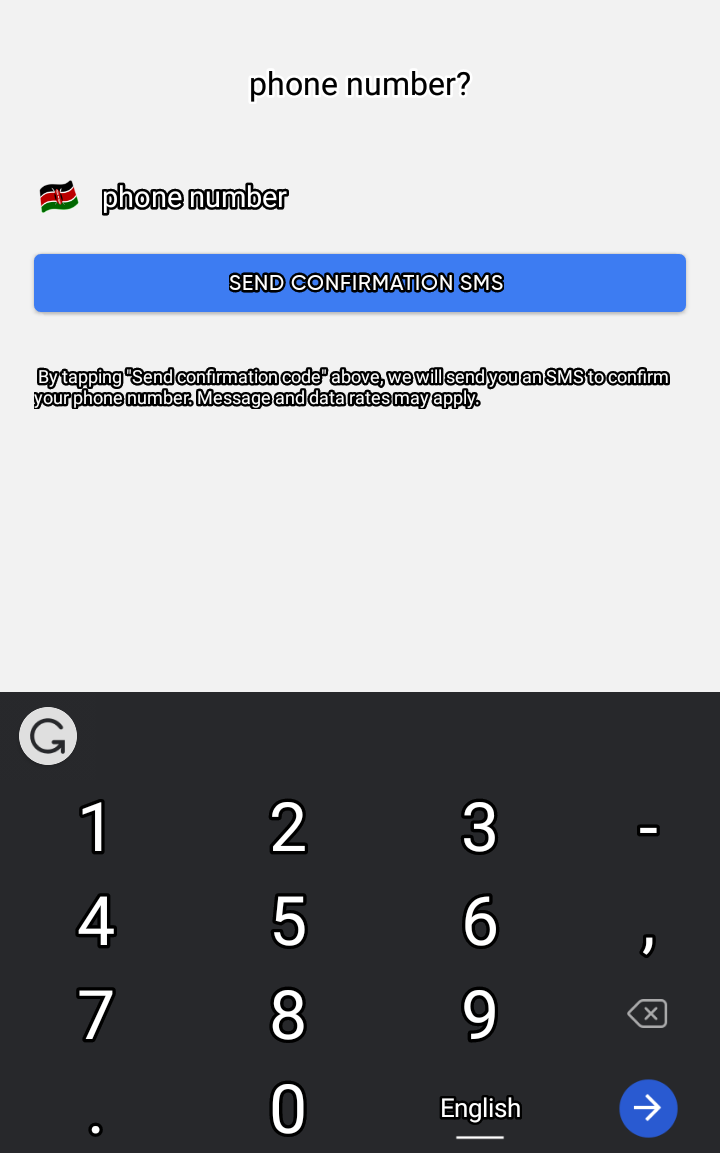 phone number?
phone number
SEND CONFIRMATION SMS
By tapping "Send confirmation code" above, we will send you an SMS to confirm
your phone number. Message and data rates may apply.
1 2 3 -
4 5 6 ,
7 8 9
. 0 English